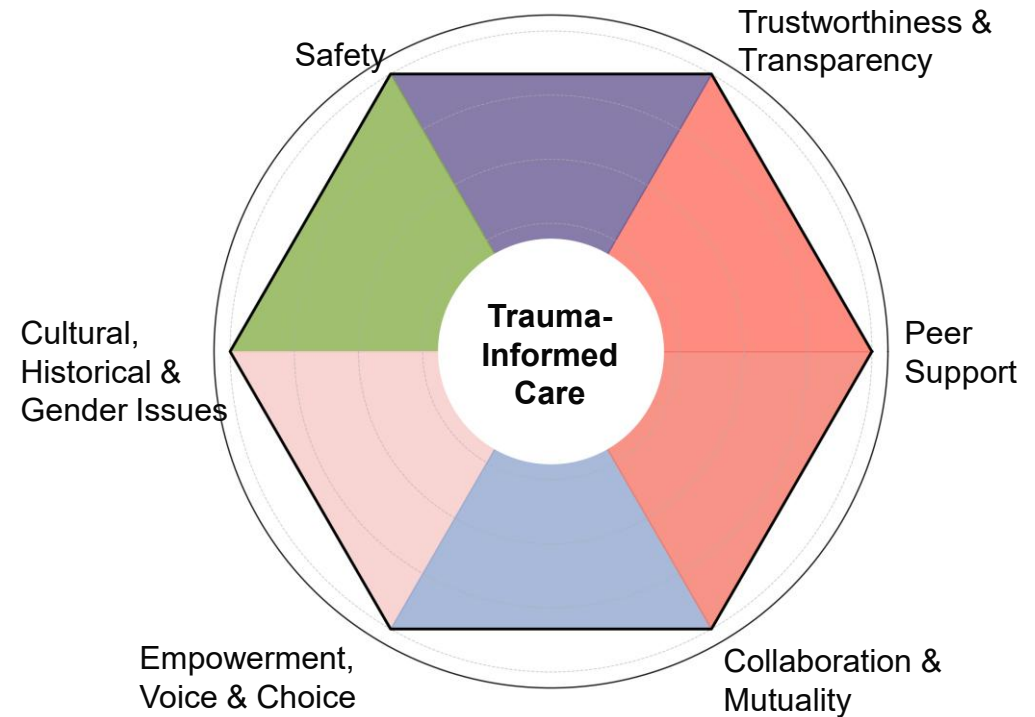 Safety
Trustworthiness &
Transparency
Cultural,
Historical &
Gender Issues
Trauma-
Informed
Care
Peer
Support
Empowerment,
Voice & Choice
Collaboration &
Mutuality